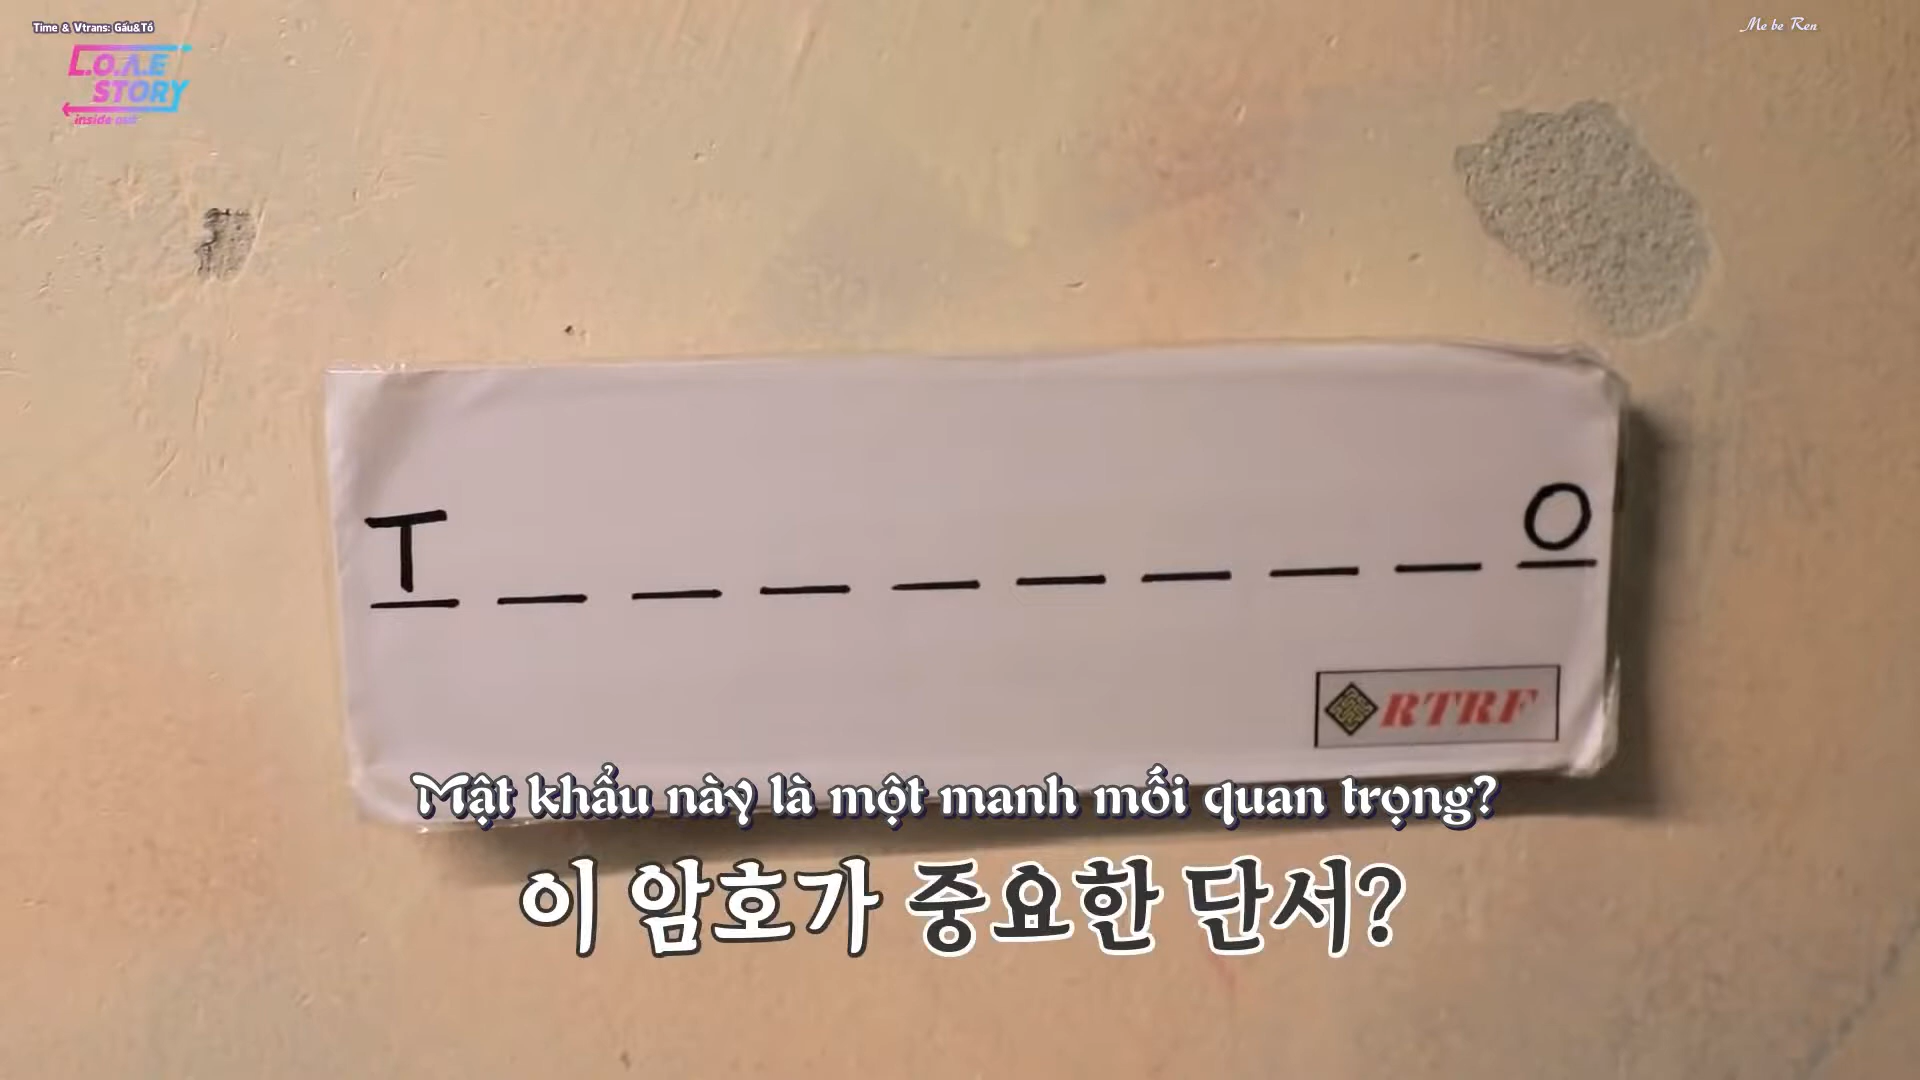 Time & Vtrans: Gấu&Tồ
Me be Ren
L.O.Λ.E
STORY
inside out
T _ _ _ _ _ _ _ _ O
RTRF
Mật khẩu này là một manh mối quan trọng?
이 암호가 중요한 단서?